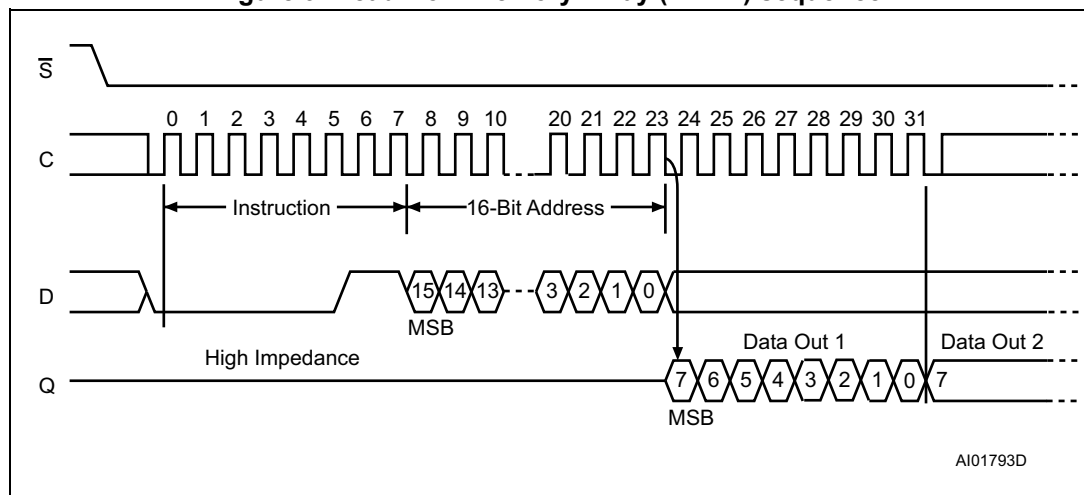 S
0 1 2 3 4 5 6 7 8 9 10 20 21 22 23 24 25 26 27 28 29 30 31
C
Instruction 16-Bit Address
D 15 14 13 3 2 1 0
MSB
High Impedance Data Out 1 Data Out 2
Q 7 6 5 4 3 2 1 0 7
MSB
AI01793D